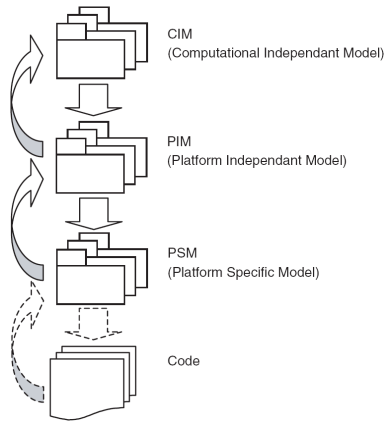 CIM
(Computational Independant Model)
PIM
(Platform Independant Model)
PSM
(Platform Specific Model)
Code